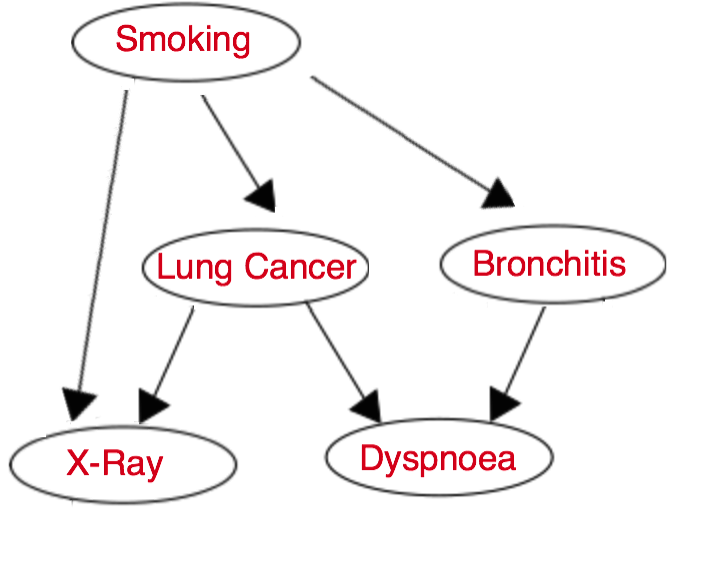 Smoking
Lung Cancer
Bronchitis
X-Ray
Dyspnoea